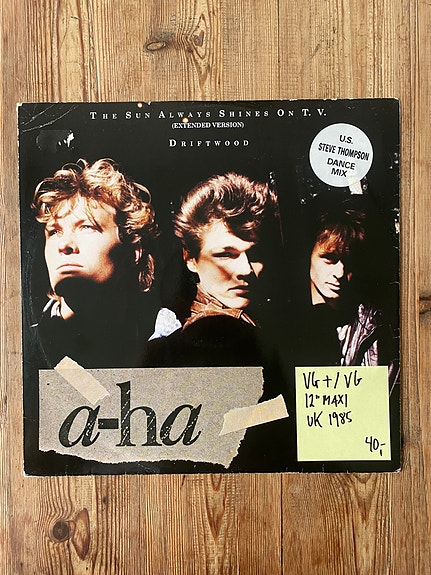 THE SUN ALWAYS SHINES ON T.V.
(EXTENDED VERSION)
DRIFTWOOD
U.S.
STEVE THOMPSON
DANCE
MIX
a-ha
VG+/VG
12" MAXI
UK 1985
40,-